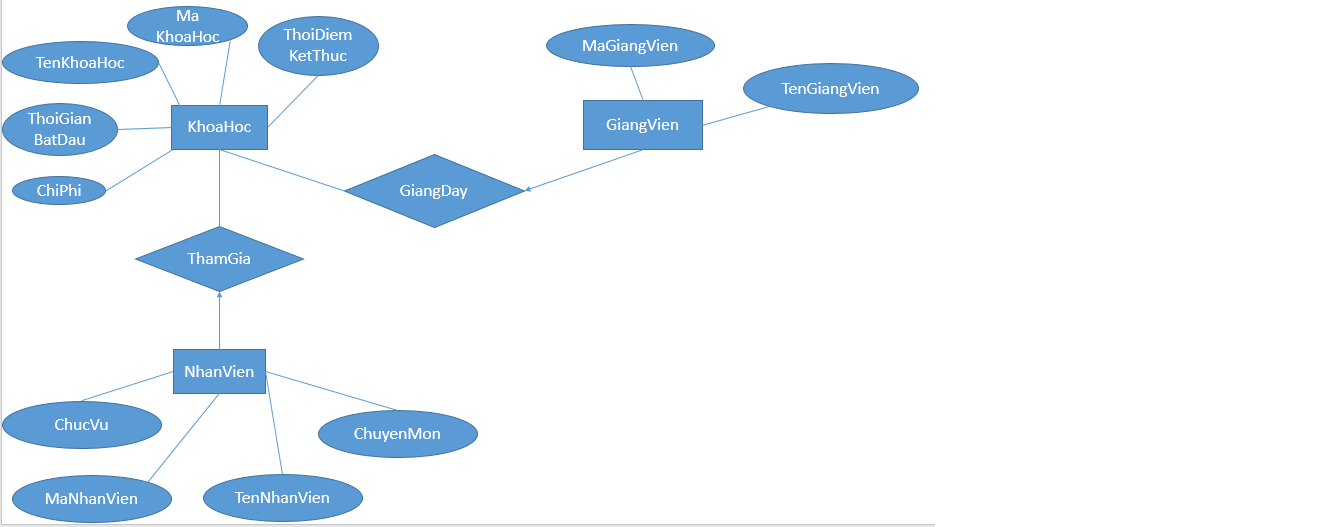 Ma
KhoaHoc
ThoiDiem
KetThuc
TenKhoaHoc
MaGiangVien
TenGiangVien
ThoiGian
BatDau
KhoaHoc
GiangVien
ChiPhi
GiangDay
ThamGia
NhanVien
ChucVu
ChuyenMon
MaNhanVien
TenNhanVien